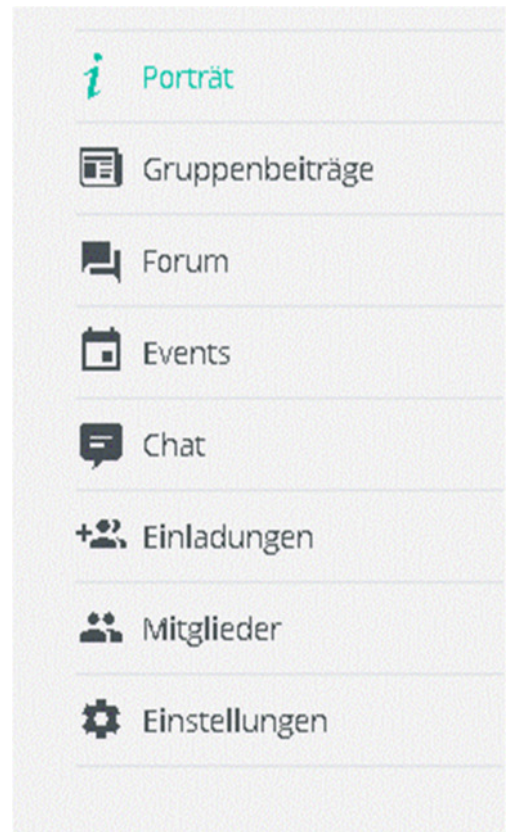 Porträt
Gruppenbeiträge
Forum
Events
Chat
Einladungen
Mitglieder
Einstellungen